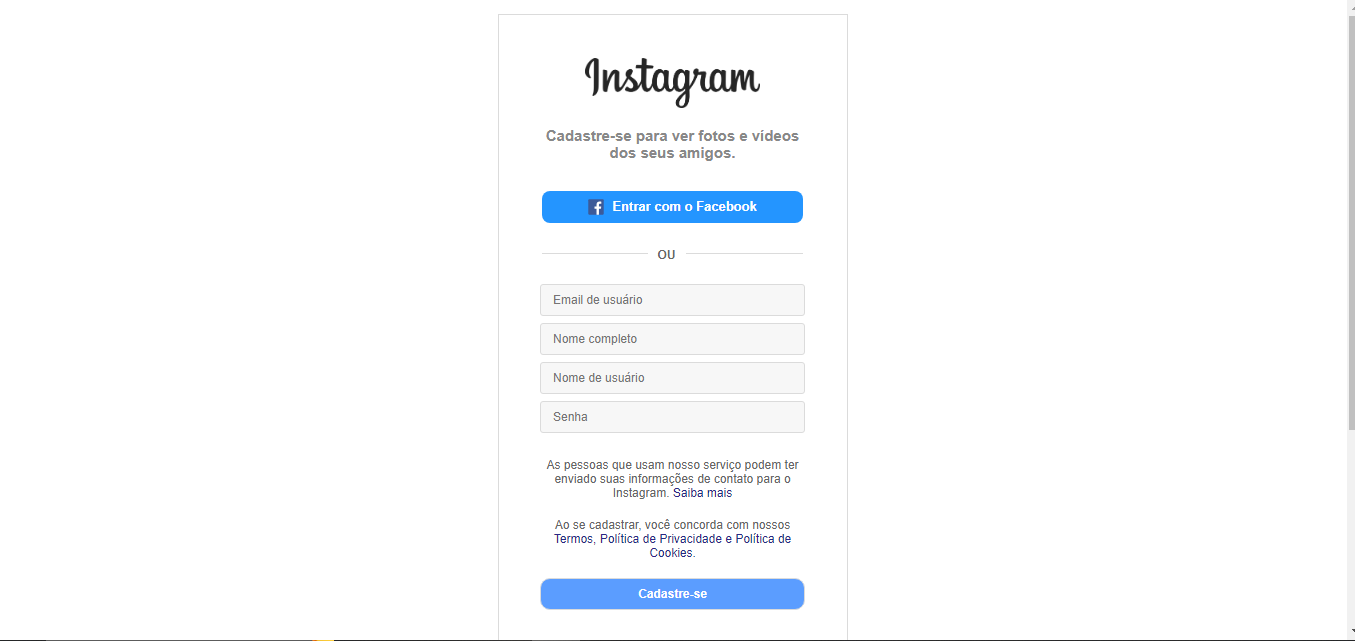 Instagram
Cadastre-se para ver fotos e vídeos
dos seus amigos.
Entrar com o Facebook
OU
Email de usuário
Nome completo
Nome de usuário
Senha
As pessoas que usam nosso serviço podem ter
enviado suas informações de contato para o
Instagram. Saiba mais
Ao se cadastrar, você concorda com nossos
Termos, Política de Privacidade e Política de
Cookies.
Cadastre-se